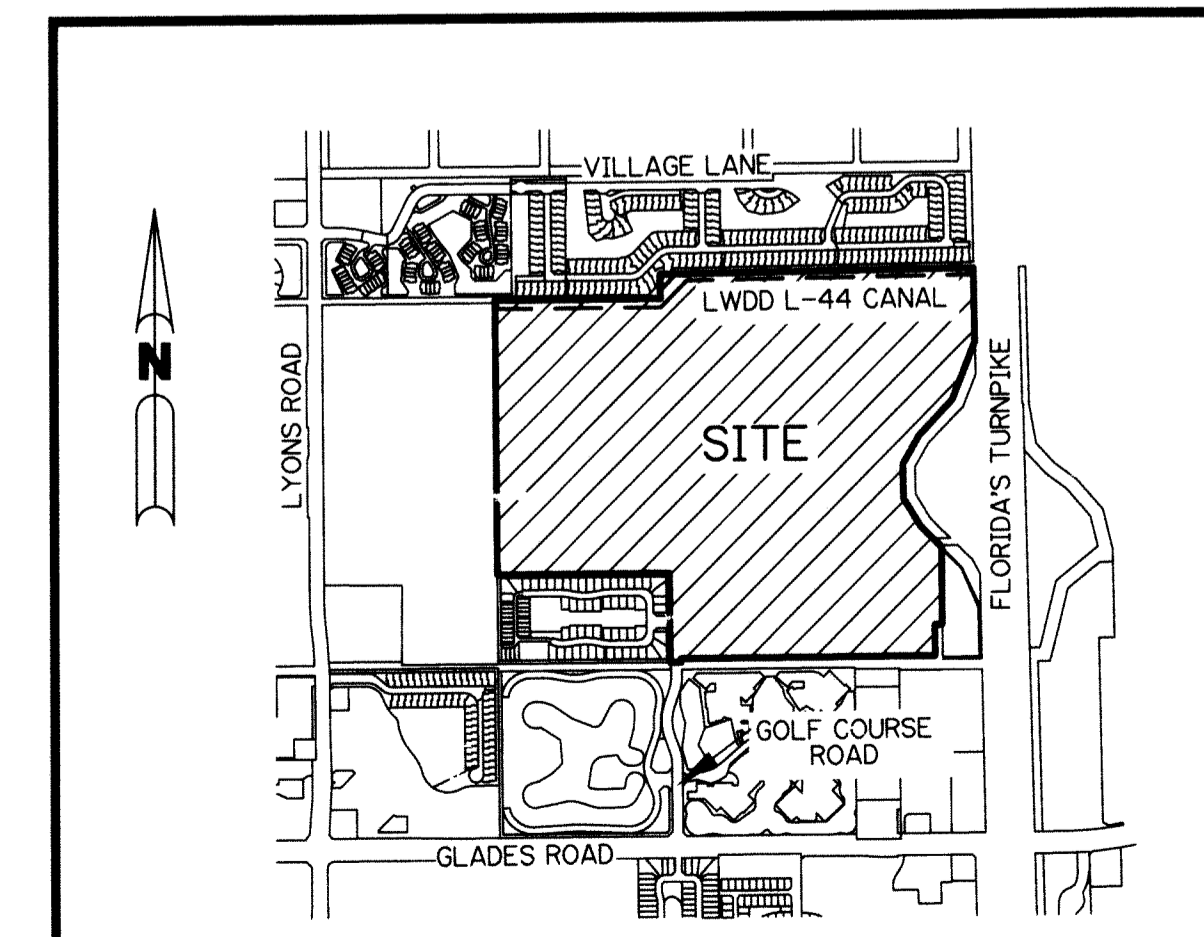 VILLAGE LANE
LWDD L-44 CANAL
N
LYONS ROAD
SITE
FLORIDA'S TURNPIKE
GOLF COURSE
ROAD
GLADES ROAD